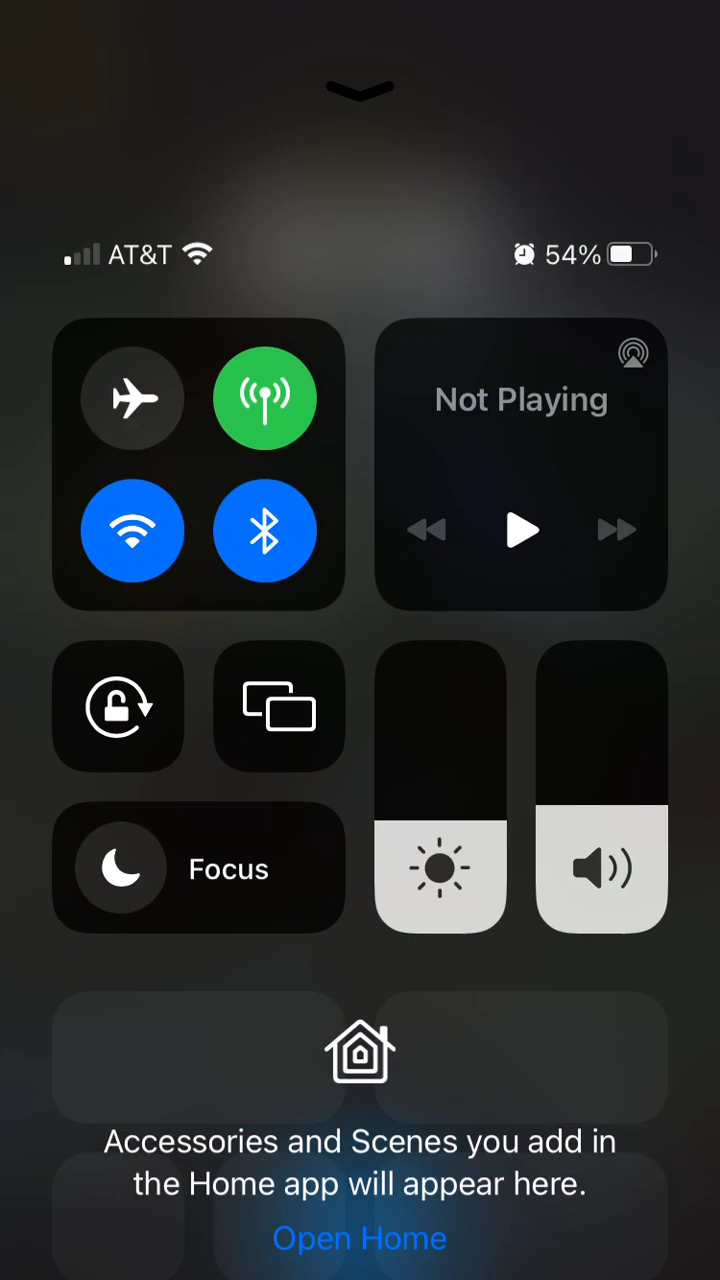 AT&T 54%
Not Playing
Focus
Accessories and Scenes you add in
the Home app will appear here.
Open Home